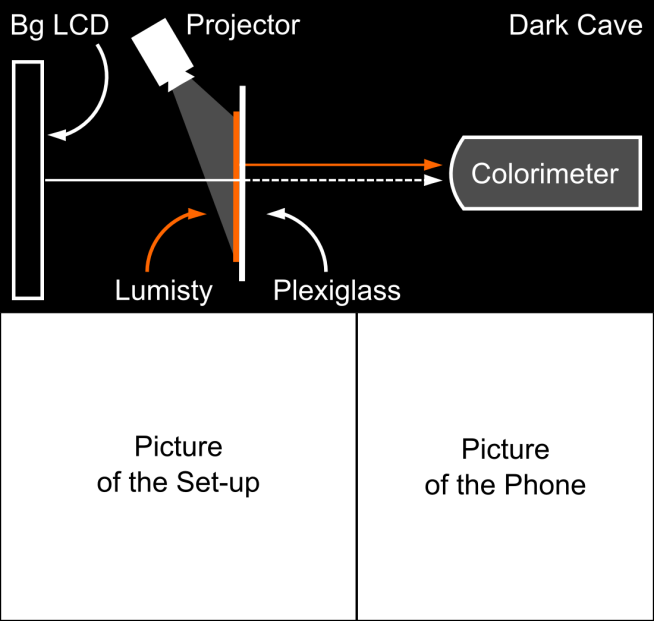 Bg LCD
Projector
Dark Cave
Colorimeter
Lumisty
Plexiglass
Picture
of the Set-up
Picture
of the Phone